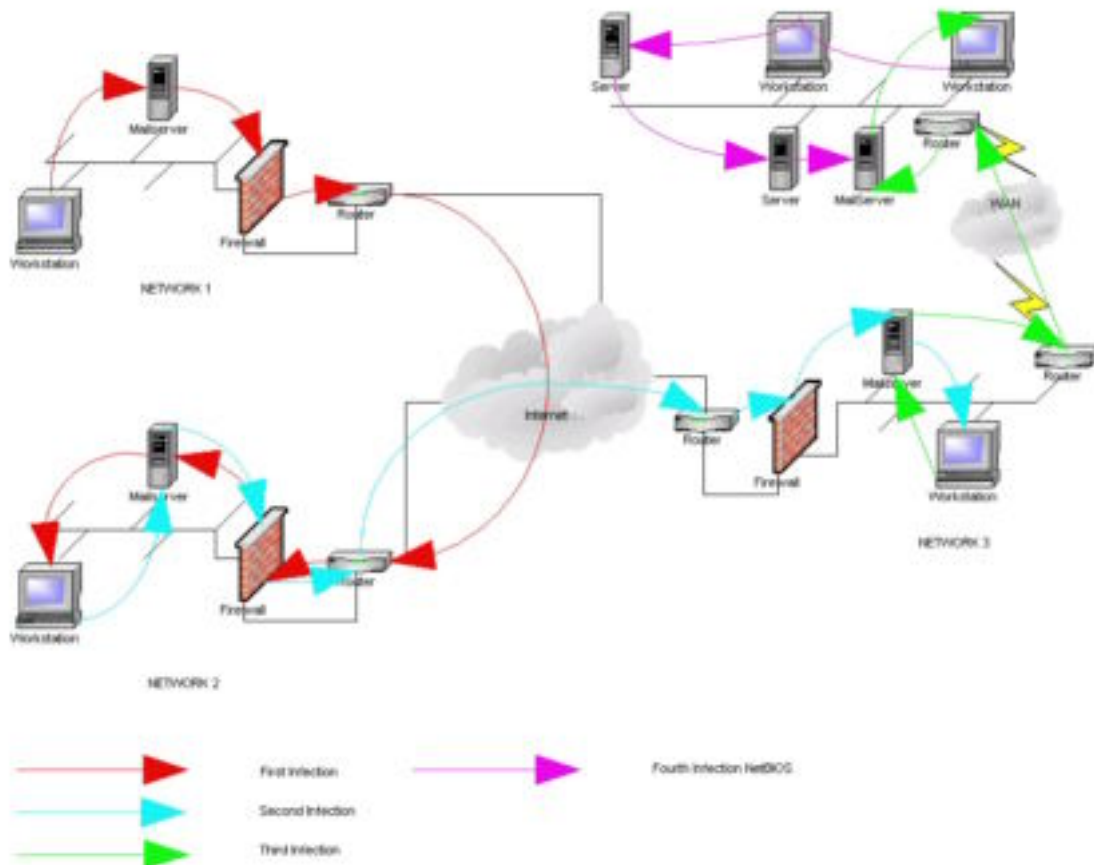 Server
Workstation
Workstation
Mailserver
Router
Server
MailServer
WAN
Router
Firewall
Workstation
NETWORK 1
Mailserver
Router
Internet
Router
Mailserver
Firewall
Workstation
NETWORK 3
Router
Firewall
Workstation
NETWORK 2
First Infection
Fourth Infection NetBIOS
Second Infection
Third Infection